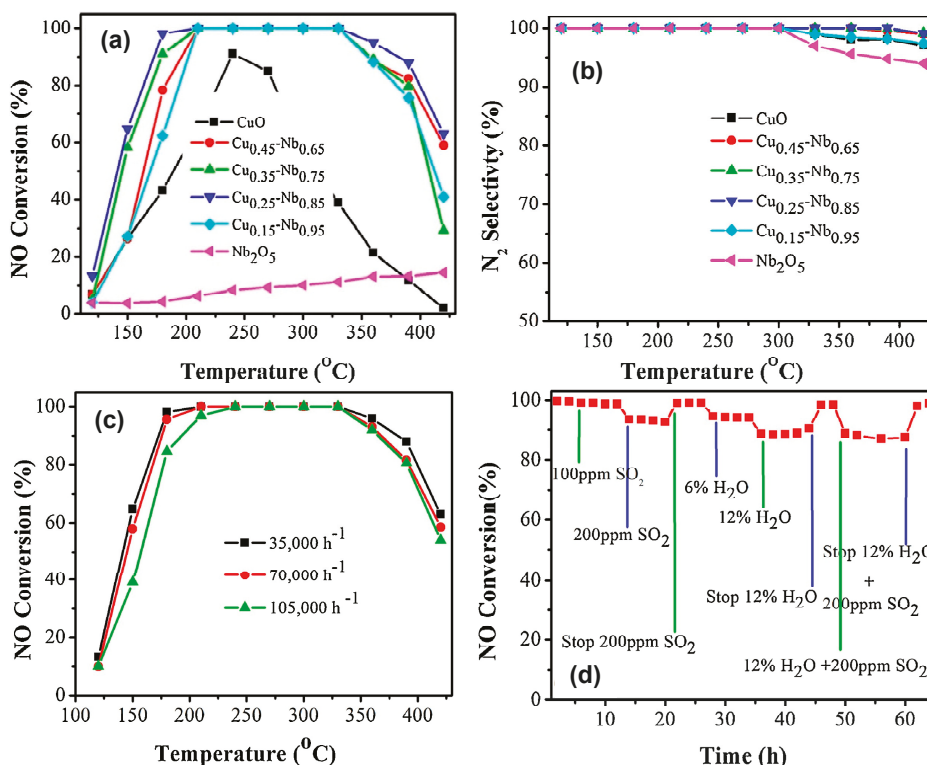 (a)
100
80
60
40
20
0
NO Conversion (%)
CuO
Cu0.45-Nb0.65
Cu0.35-Nb0.75
Cu0.25-Nb0.85
Cu0.15-Nb0.95
Nb2O5
150 200 250 300 350 400
Temperature (OC)
(b)
100
90
80
70
60
50
N2 Selectivity (%)
CuO
Cu0.45-Nb0.65
Cu0.35-Nb0.75
Cu0.25-Nb0.85
Cu0.15-Nb0.95
Nb2O5
150 200 250 300 350 400
Temperature (OC)
(c)
100
80
60
40
20
0
NO Conversion (%)
35,000 h-1
70,000 h-1
105,000 h-1
100 150 200 250 300 350 400
Temperature (OC)
(d)
100
80
60
40
20
0
NO Conversion(%)
100ppm SO2
200ppm SO2
Stop 200ppm SO2
6% H2O
12% H2O
Stop 12% H2O
12% H2O +200ppm SO2
Stop 12% H2O
+
200ppm SO2
10 20 30 40 50 60
Time (h)